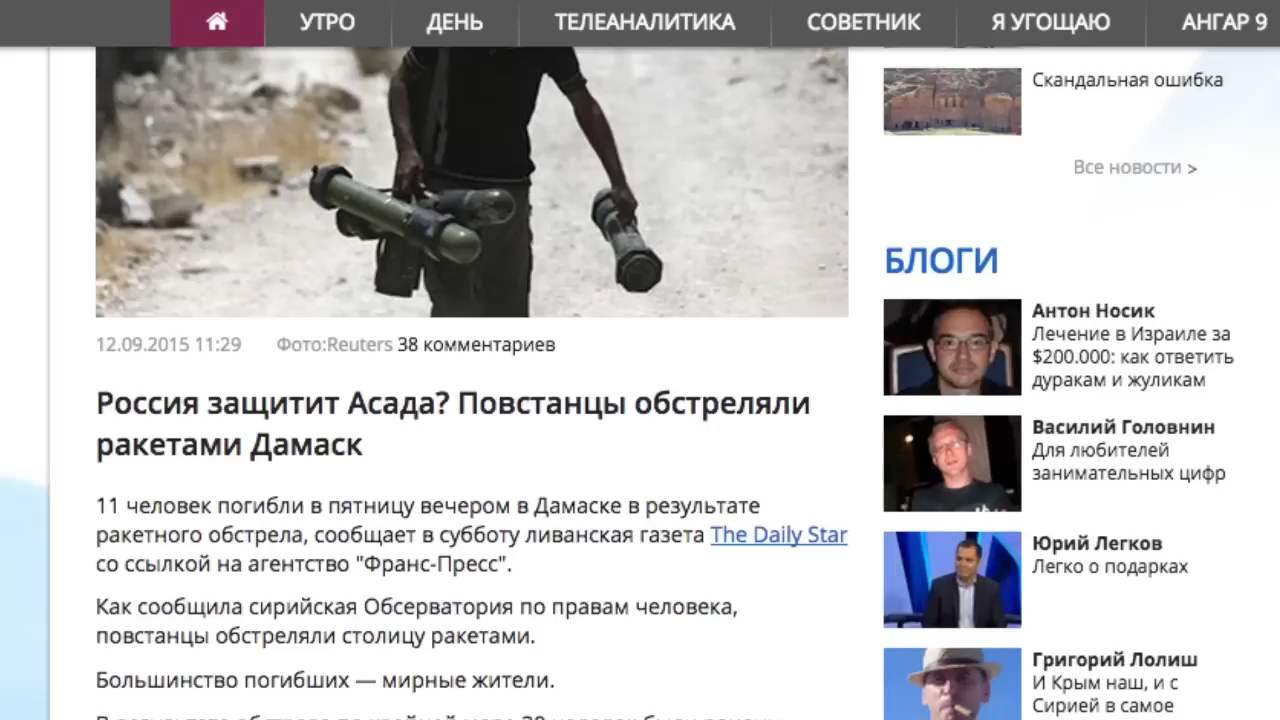 УТРО
ДЕНЬ
ТЕЛЕАНАЛИТИКА
СОВЕТНИК
Я УГОЩАЮ
АНГАР 9
12.09.2015 11:29
Фото:Reuters 38 комментариев
Россия защитит Асада? Повстанцы обстреляли
ракетами Дамаск
11 человек погибли в пятницу вечером в Дамаске в результате
ракетного обстрела, сообщает в субботу ливанская газета The Daily Star
со ссылкой на агентство "Франс-Пресс".
Как сообщила сирийская Обсерватория по правам человека,
повстанцы обстреляли столицу ракетами.
Большинство погибших — мирные жители.
Скандальная ошибка
Все новости >
БЛОГИ
Антон Носик
Лечение в Израиле за
$200.000: как ответить
дуракам и жуликам
Василий Головнин
Для любителей
занимательных цифр
Юрий Легков
Легко о подарках
Григорий Лолиш
И Крым наш, и с
Сирией в самое